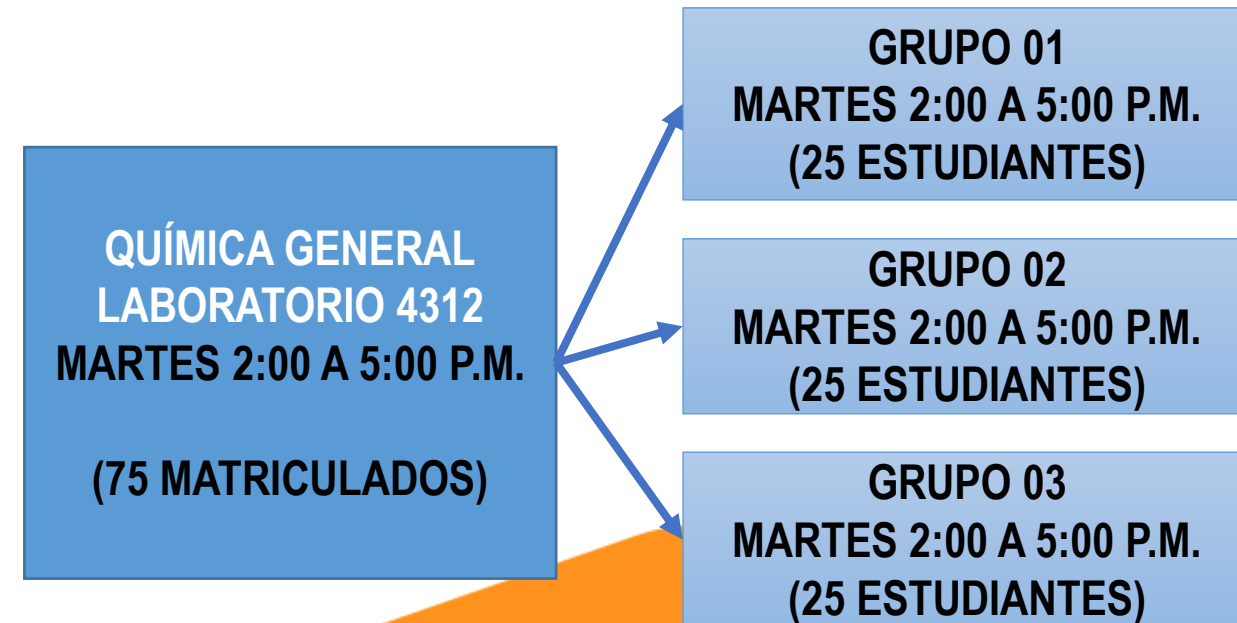 QUÍMICA GENERAL
LABORATORIO 4312
MARTES 2:00 A 5:00 P.M.
(75 MATRICULADOS)
GRUPO 01
MARTES 2:00 A 5:00 P.M.
(25 ESTUDIANTES)
GRUPO 02
MARTES 2:00 A 5:00 P.M.
(25 ESTUDIANTES)
GRUPO 03
MARTES 2:00 A 5:00 P.M.
(25 ESTUDIANTES)